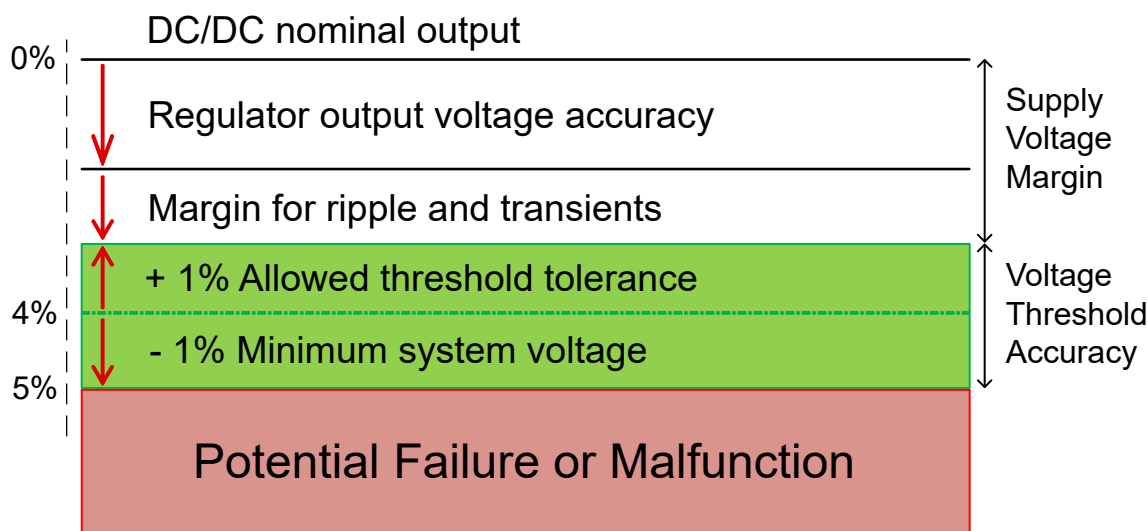 DC/DC nominal output
0%
Regulator output voltage accuracy
Supply
Voltage
Margin
Margin for ripple and transients
+ 1% Allowed threshold tolerance
4%
- 1% Minimum system voltage
Voltage
Threshold
Accuracy
5%
Potential Failure or Malfunction